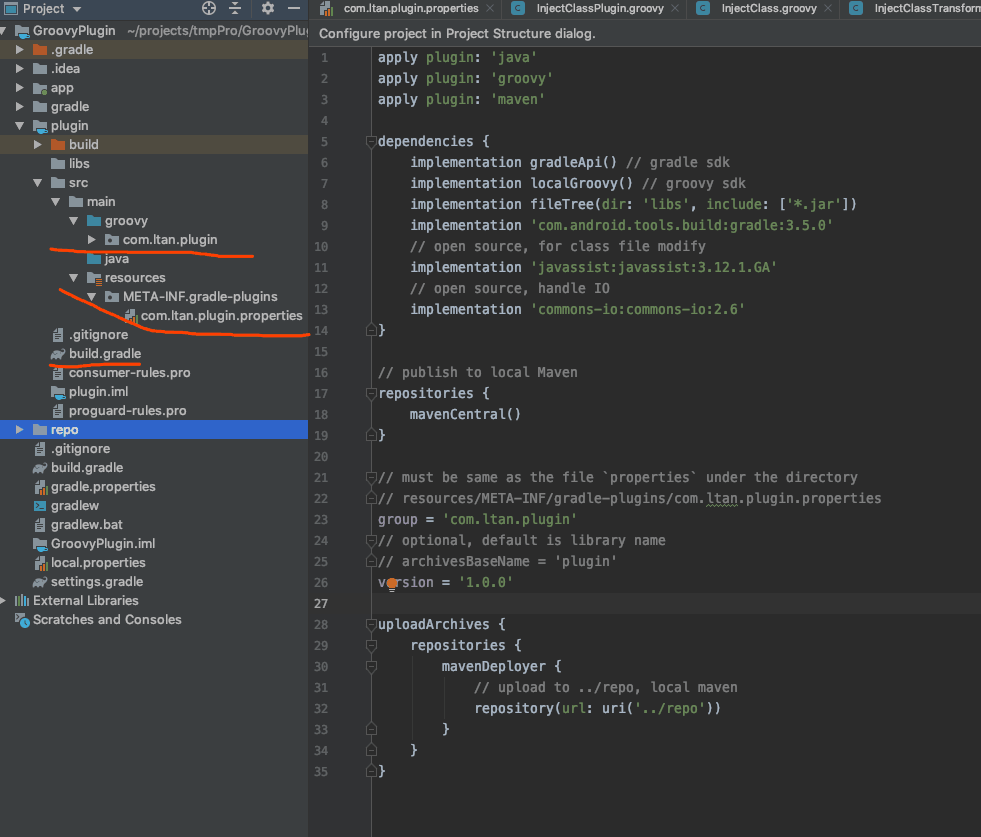 Project
com.ltan.plugin.properties
InjectClassPlugin.groovy
InjectClass.groovy
InjectClassTransform
GroovyPlugin ~/projects/tmpPro/GroovyPlug
.gradle
.idea
app
gradle
plugin
build
libs
src
main
groovy
com.ltan.plugin
java
resources
META-INF.gradle-plugins
com.ltan.plugin.properties
.gitignore
build.gradle
consumer-rules.pro
plugin.iml
proguard-rules.pro
repo
.gitignore
build.gradle
gradle.properties
gradlew
gradlew.bat
GroovyPlugin.iml
local.properties
settings.gradle
External Libraries
Scratches and Consoles
Configure project in Project Structure dialog.
1 apply plugin: 'java'
2 apply plugin: 'groovy'
3 apply plugin: 'maven'
4
5 dependencies {
6 implementation gradleApi() // gradle sdk
7 implementation localGroovy() // groovy sdk
8 implementation fileTree(dir: 'libs', include: ['*.jar'])
9 implementation 'com.android.tools.build:gradle:3.5.0'
10 // open source, for class file modify
11 implementation 'javassist:javassist:3.12.1.GA'
12 // open source, handle IO
13 implementation 'commons-io:commons-io:2.6'
14 }
15
16 // publish to local Maven
17 repositories {
18 mavenCentral()
19 }
20
21 // must be same as the file `properties` under the directory
22 // resources/META-INF/gradle-plugins/com.ltan.plugin.properties
23 group = 'com.ltan.plugin'
24 // optional, default is library name
25 // archivesBaseName = 'plugin'
26 version = '1.0.0'
27
28 uploadArchives {
29 repositories {
30 mavenDeployer {
31 // upload to ../repo, local maven
32 repository(url: uri('../repo'))
33 }
34 }
35 }